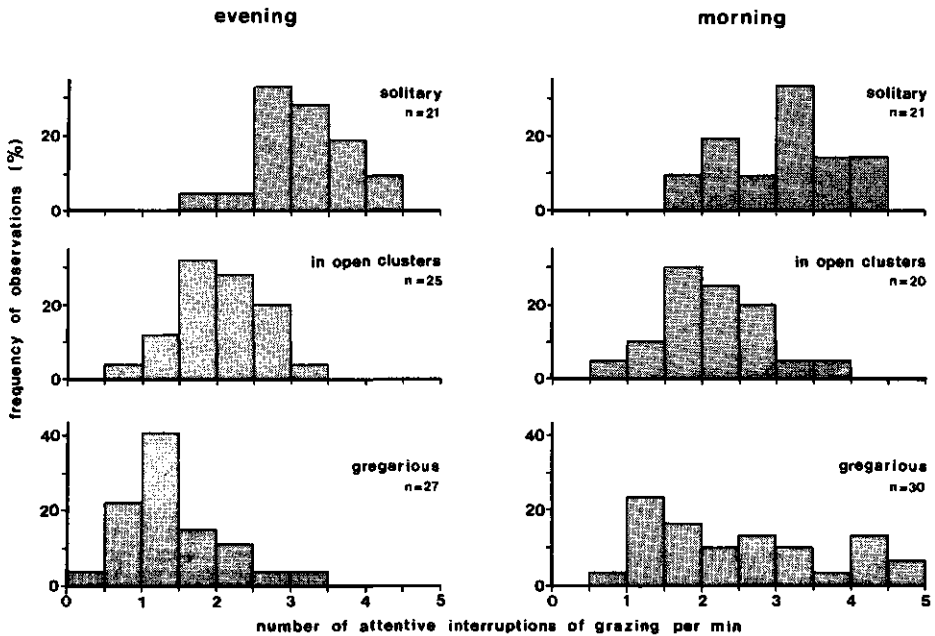 evening
morning
solitary
n=21
20
0
solitary
n=21
20
0
in open clusters
n=25
20
0
in open clusters
n=20
20
0
gregarious
n=27
40
20
0
0 1 2 3 4 5
gregarious
n=30
40
20
0
0 1 2 3 4 5
frequency of observations (%)
number of attentive interruptions of grazing per min